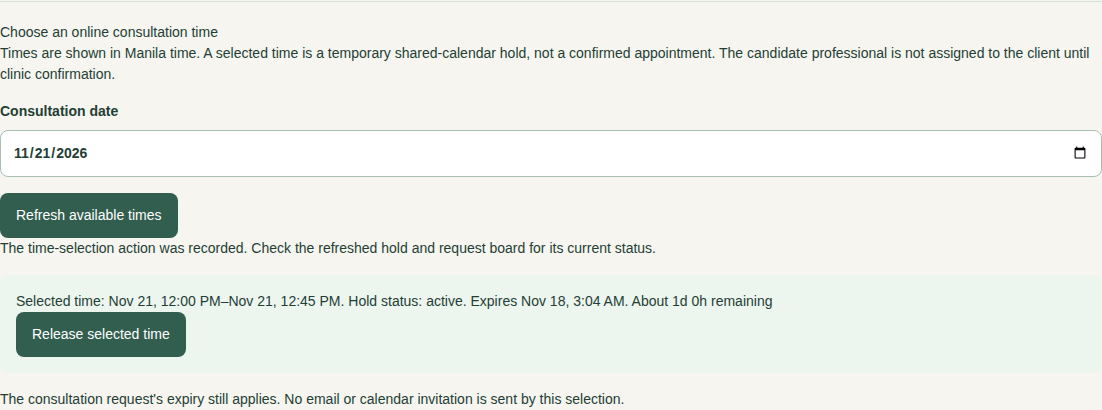 Choose an online consultation time
Times are shown in Manila time. A selected time is a temporary shared-calendar hold, not a confirmed appointment. The candidate professional is not assigned to the client until
clinic confirmation.
Consultation date
11/21/2026
Refresh available times
The time-selection action was recorded. Check the refreshed hold and request board for its current status.
Selected time: Nov 21, 12:00 PM–Nov 21, 12:45 PM. Hold status: active. Expires Nov 18, 3:04 AM. About 1d 0h remaining
Release selected time
The consultation request's expiry still applies. No email or calendar invitation is sent by this selection.